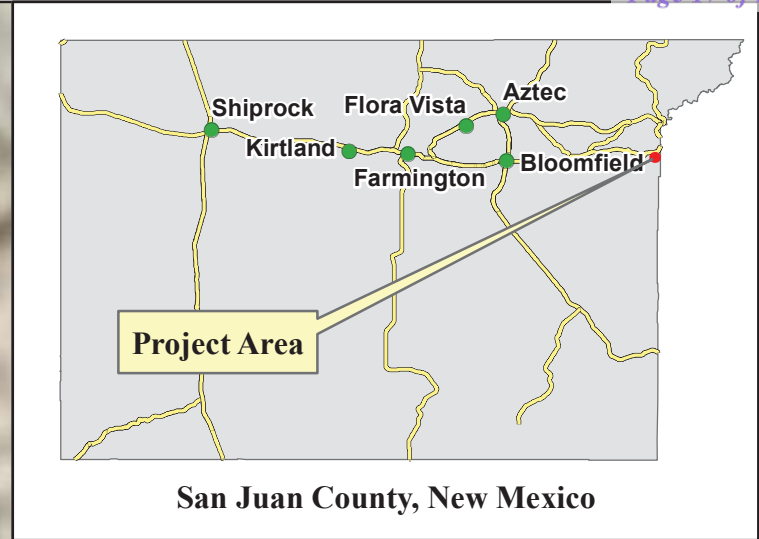 Aztec
Shiprock
Flora Vista
Kirtland
Bloomfield
Farmington
Project Area
San Juan County, New Mexico